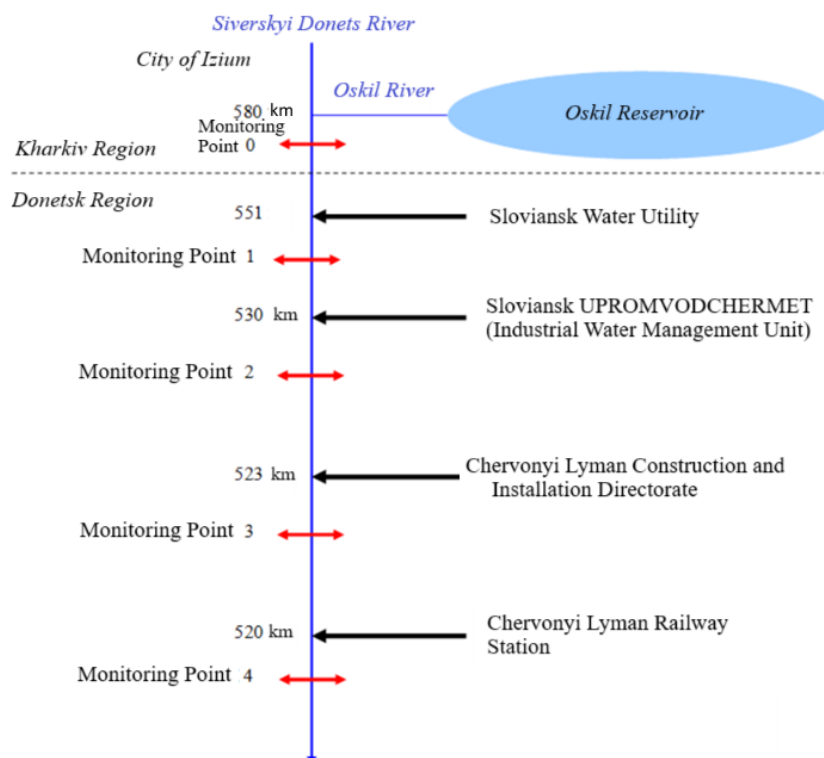 Siverskyi Donets River
City of Izium
Oskil River
Oskil Reservoir
580 km
Monitoring
Point 0
Kharkiv Region
Donetsk Region
551
Sloviansk Water Utility
Monitoring Point 1
530 km
Sloviansk UPROMVODCHERMET
(Industrial Water Management Unit)
Monitoring Point 2
523 km
Chervonyi Lyman Construction and
Installation Directorate
Monitoring Point 3
520 km
Chervonyi Lyman Railway
Station
Monitoring Point 4